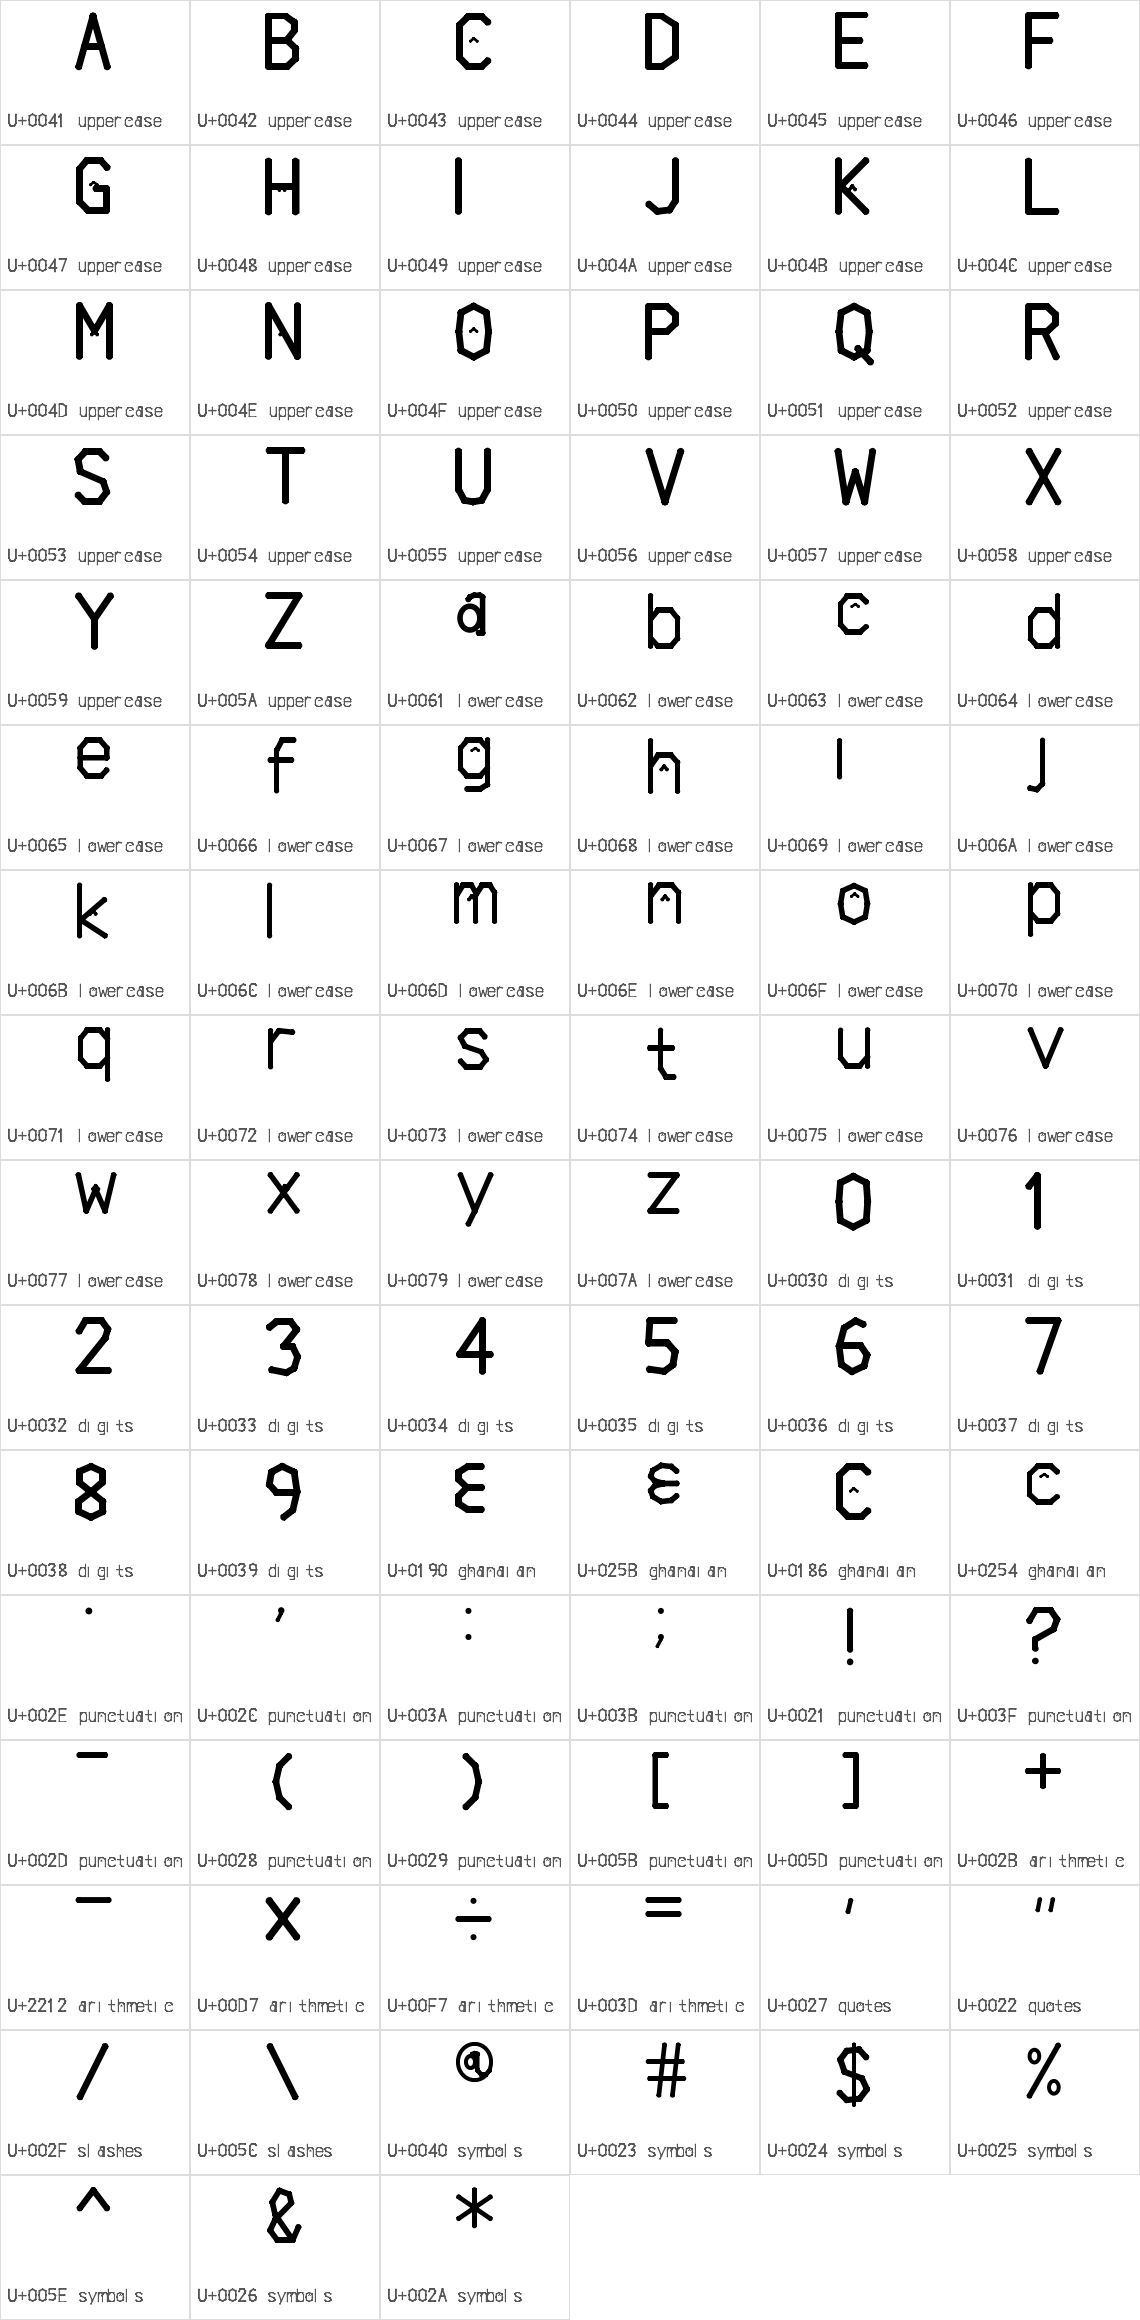 A B C D E F
U+0041 uppercase U+0042 uppercase U+0043 uppercase U+0044 uppercase U+0045 uppercase U+0046 uppercase
G H I J K L
U+0047 uppercase U+0048 uppercase U+0049 uppercase U+004A uppercase U+004B uppercase U+004C uppercase
M N O P Q R
U+004D uppercase U+004E uppercase U+004F uppercase U+0050 uppercase U+0051 uppercase U+0052 uppercase
S T U V W X
U+0053 uppercase U+0054 uppercase U+0055 uppercase U+0056 uppercase U+0057 uppercase U+0058 uppercase
Y Z a b c d
U+0059 uppercase U+005A uppercase U+0061 lowercase U+0062 lowercase U+0063 lowercase U+0064 lowercase
e f g h i j
U+0065 lowercase U+0066 lowercase U+0067 lowercase U+0068 lowercase U+0069 lowercase U+006A lowercase
k l m n o p
U+006B lowercase U+006C lowercase U+006D lowercase U+006E lowercase U+006F lowercase U+0070 lowercase
q r s t u v
U+0071 lowercase U+0072 lowercase U+0073 lowercase U+0074 lowercase U+0075 lowercase U+0076 lowercase
w x y z 0 1
U+0077 lowercase U+0078 lowercase U+0079 lowercase U+007A lowercase U+0030 digits U+0031 digits
2 3 4 5 6 7
U+0032 digits U+0033 digits U+0034 digits U+0035 digits U+0036 digits U+0037 digits
8 9 Ɛ ɛ C c
U+0038 digits U+0039 digits U+0190 ghanaian U+025B ghanaian U+0186 ghanaian U+0254 ghanaian
. , : ; ! ?
U+002E punctuation U+002C punctuation U+003A punctuation U+003B punctuation U+0021 punctuation U+003F punctuation
- ( ) [ ] +
U+002D punctuation U+0028 punctuation U+0029 punctuation U+005B punctuation U+005D punctuation U+002B arithmetic
− × ÷ = ' "
U+2212 arithmetic U+00D7 arithmetic U+00F7 arithmetic U+003D arithmetic U+0027 quotes U+0022 quotes
/ \ @ # $ %
U+002F slashes U+005C slashes U+0040 symbols U+0023 symbols U+0024 symbols U+0025 symbols
^ & *
U+005E symbols U+0026 symbols U+002A symbols